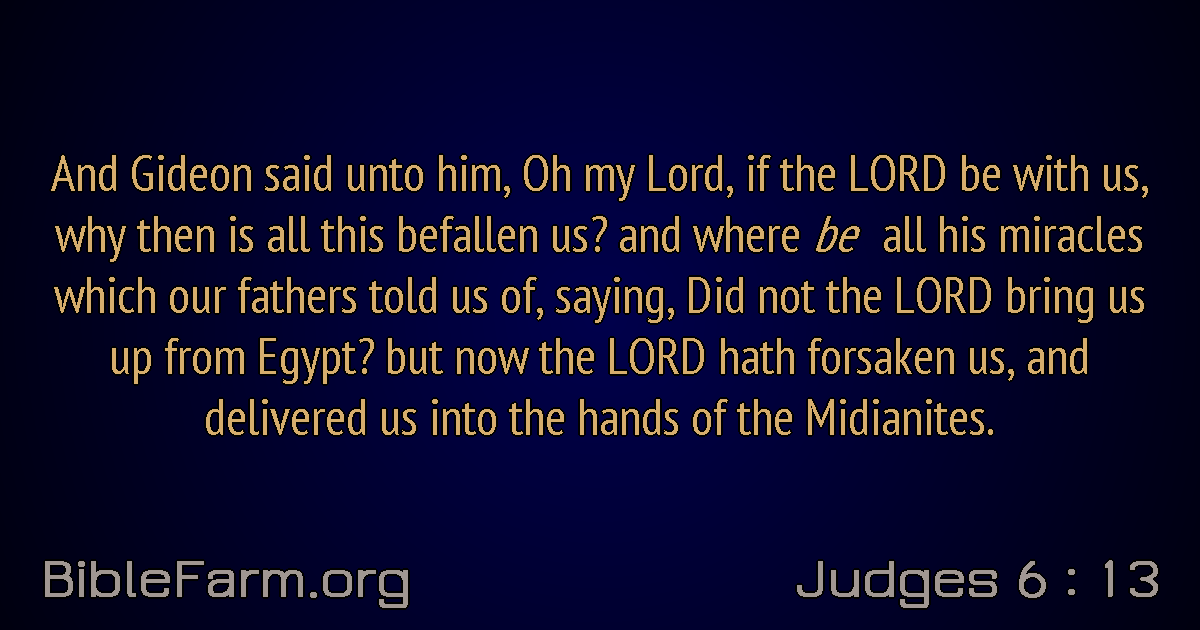 And Gideon said unto him, Oh my Lord, if the LORD be with us,
why then is all this befallen us? and where be all his miracles
which our fathers told us of, saying, Did not the LORD bring us
up from Egypt? but now the LORD hath forsaken us, and
delivered us into the hands of the Midianites.
BibleFarm.org
Judges 6 : 13